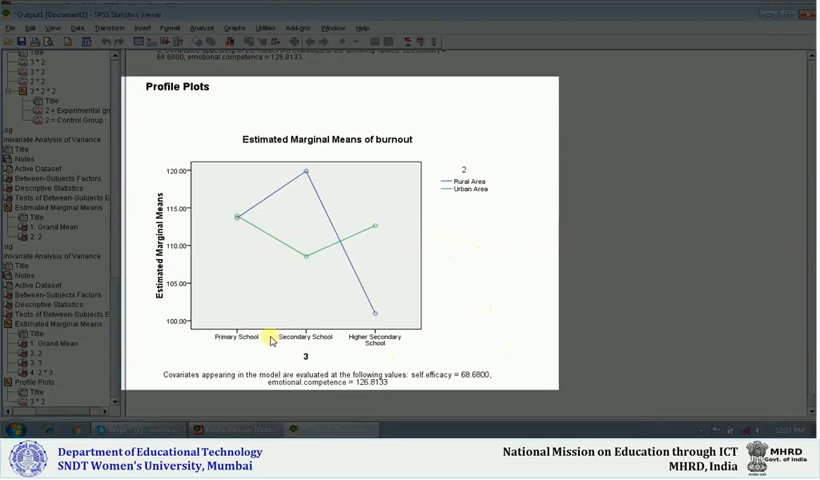 *Output1 [Document2] - SPSS Statistics Viewer
File Edit View Data Transform Insert Format Analyze Graphs Utilities Add-ons Window Help
68.6800, emotional.competence = 126.8133.
Title
3 * 2
3 * 2
2 * 2
3 * 2 * 2
Title
2 = Experimental gr
2 = Control Group
Log
Univariate Analysis of Variance
Title
Notes
Active Dataset
Between-Subjects Factors
Descriptive Statistics
Tests of Between-Subjects E
Estimated Marginal Means
Title
1. Grand Mean
2. 2
Univariate Analysis of Variance
Title
Notes
Active Dataset
Between-Subjects Factors
Descriptive Statistics
Tests of Between-Subjects E
Estimated Marginal Means
Title
1. Grand Mean
2. 2
3. 3
4. 2 * 3
Profile Plots
Title
3 * 2
Profile Plots
Estimated Marginal Means of burnout
Estimated Marginal Means
120.00
115.00
110.00
105.00
100.00
2
Rural Area
Urban Area
Primary School
Secondary School
Higher Secondary
School
3
Covariates appearing in the model are evaluated at the following values: self.efficacy = 68.6800,
emotional.competence = 126.8133
12:57 PM
Department of Educational Technology
SNDT Women's University, Mumbai
National Mission on Education through ICT
MHRD, India
MHRD
Govt. of India